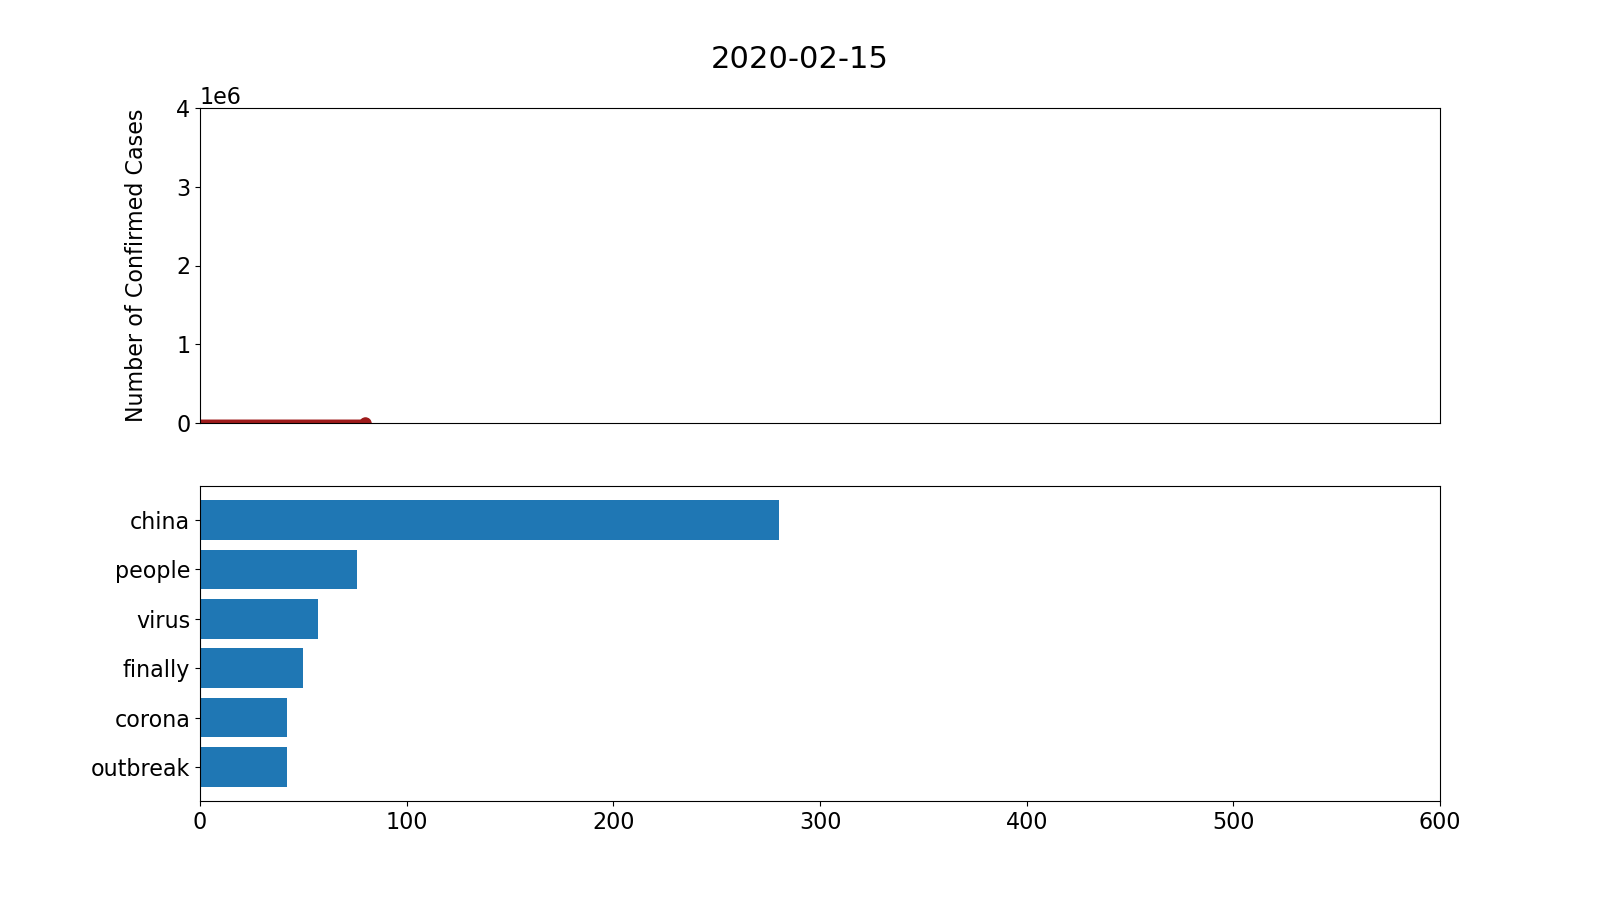 2020-02-15
1e6
Number of Confirmed Cases
4
3
2
1
0
china
people
virus
finally
corona
outbreak
0 100 200 300 400 500 600